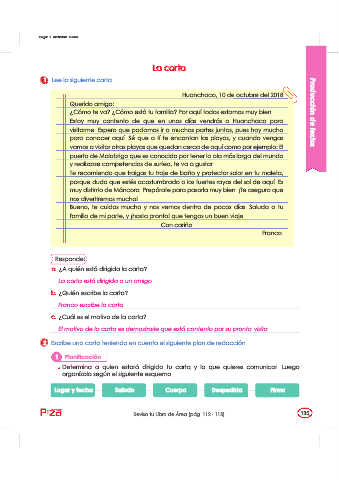 La carta
1 Lee la siguiente carta
Huanchaco, 10 de octubre del 2018
Querido amigo:
¿Cómo te va? ¿Cómo está tu familia? Por aquí todos estamos muy bien
Estoy muy contento de que en unos días vendrás a Huanchaco para
visitarme. Espero que podamos ir a muchas partes juntos, pues hay mucho
para conocer aquí. Sé que a ti te encantan las playas, y cuando vengas
vamos a visitar otras playas que quedan cerca de aquí como por ejemplo: El
puerto de Malabrigo que es conocido por tener la ola más larga del mundo
y realizarse competencias de surfeo, te va a gustar
Te recomiendo que traigas tu traje de baño y protector solar en tu maleta,
porque dudo que estés acostumbrado a los fuertes rayos del sol de aquí. Es
muy distinto de Máncora. Prepárate para pasarla muy bien. ¡Te aseguro que
nos divertiremos mucho!
Bueno, te cuidas mucho y nos vemos dentro de pocos días. Saluda a tu
familia de mi parte, y ¡hasta pronto! que tengas un buen viaje
Con cariño
Franco
Producción de textos
Responde:
a. ¿A quién está dirigida la carta?
La carta está dirigida a un amigo
b. ¿Quién escribe la carta?
Franco escribe la carta
c. ¿Cuál es el motivo de la carta?
El motivo de la carta es demostrarle que está contento por su pronta visita
2 Escribe una carta teniendo en cuenta el siguiente plan de redacción
1 Planificación
Determina a quien estará dirigida tu carta y lo que quieres comunicar. Luego
organízalo según el siguiente esquema
Lugar y fecha Saludo Cuerpo Despedida Firma
Revisa tu Libro de Área (pág. 112 - 113)
135